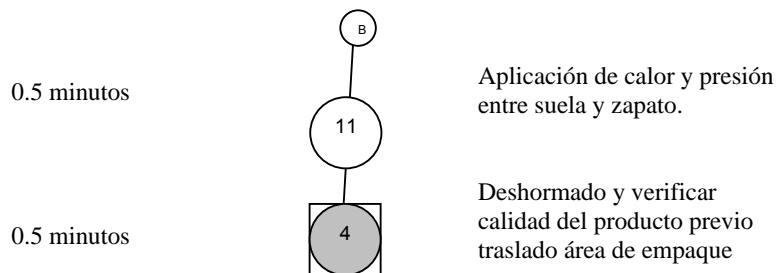 B
0.5 minutos
11
Aplicación de calor y presión
entre suela y zapato.
0.5 minutos
4
Deshormado y verificar
calidad del producto previo
traslado área de empaque